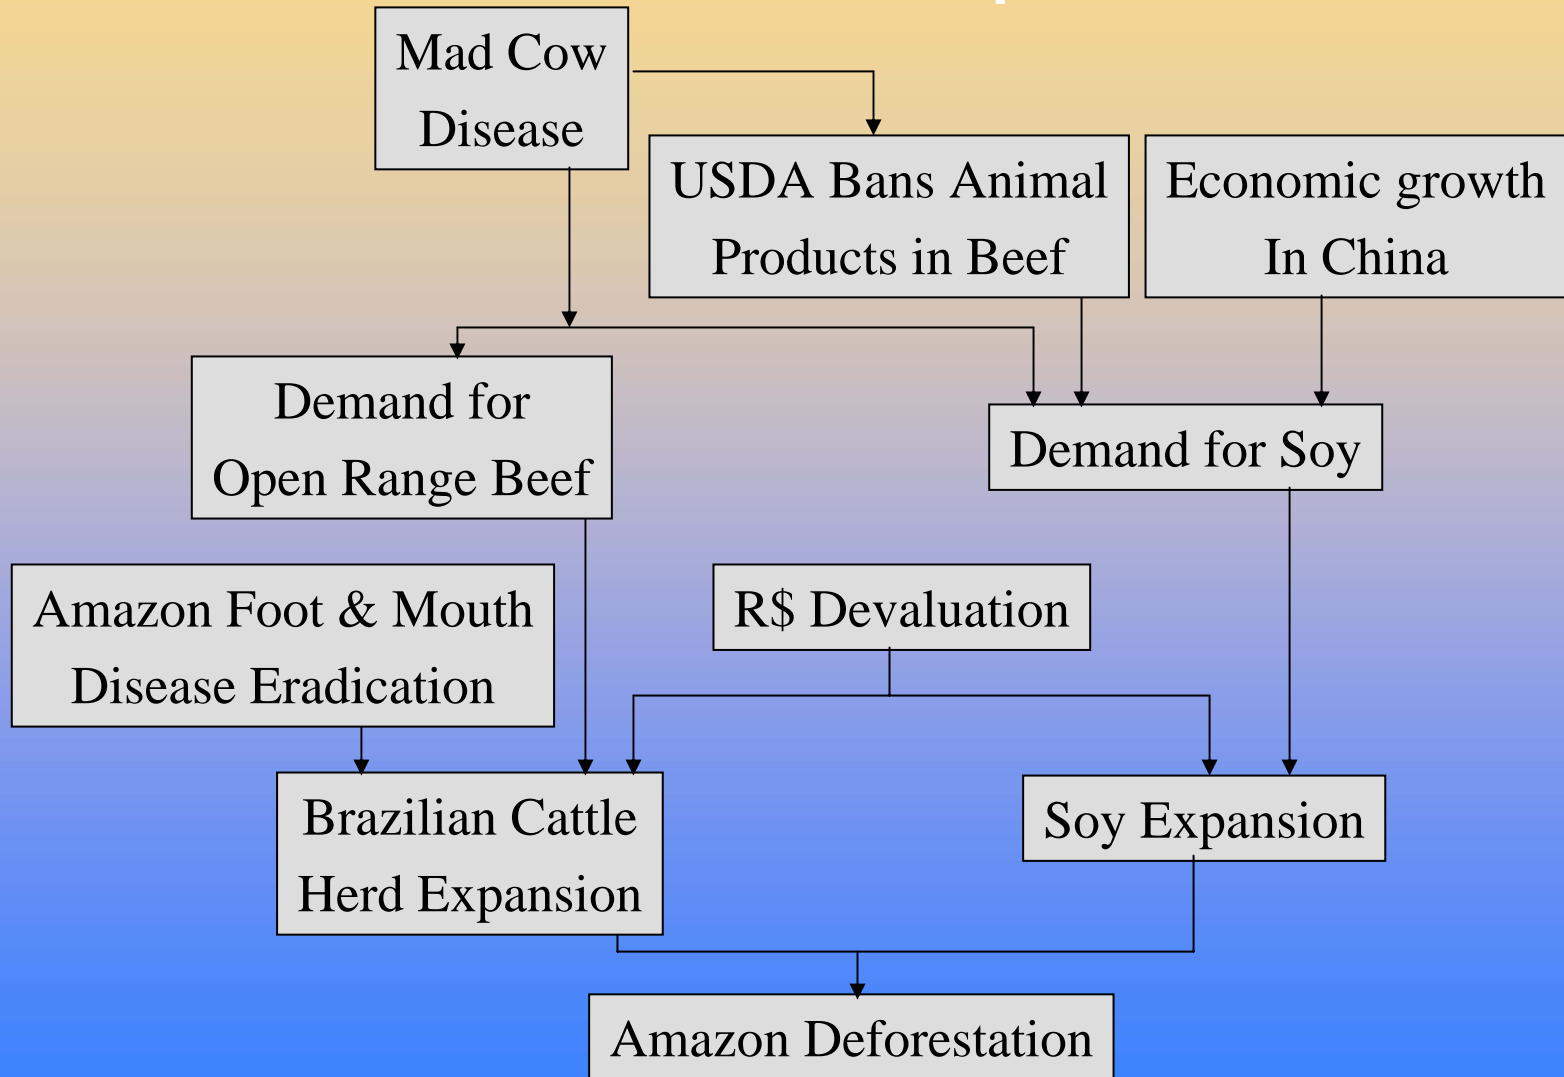 Mad Cow
Disease
USDA Bans Animal
Products in Beef
Economic growth
In China
Demand for
Open Range Beef
Demand for Soy
Amazon Foot & Mouth
Disease Eradication
R$ Devaluation
Brazilian Cattle
Herd Expansion
Soy Expansion
Amazon Deforestation